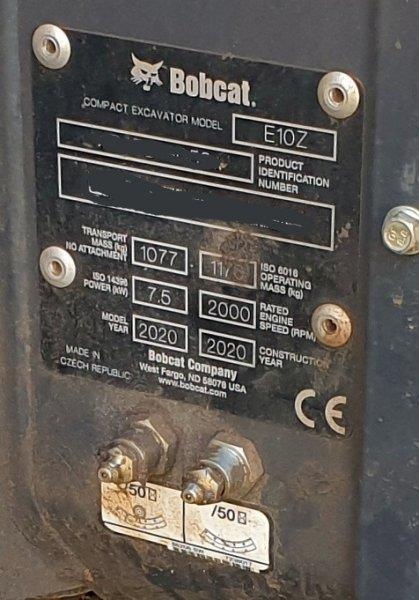 Bobcat.
COMPACT EXCAVATOR MODEL E10Z
PRODUCT
IDENTIFICATION
NUMBER
TRANSPORT
MASS (kg)
NO ATTACHMENT
1077
ISO 6016
OPERATING
MASS (kg)
ISO 14396
POWER (kW)
7.5
2000
RATED
ENGINE
SPEED (RPM)
MODEL
YEAR
2020
2020
CONSTRUCTION
YEAR
MADE IN
CZECH REPUBLIC
Bobcat Company
West Fargo, ND 58078 USA
www.bobcat.com
CE
/50
/50